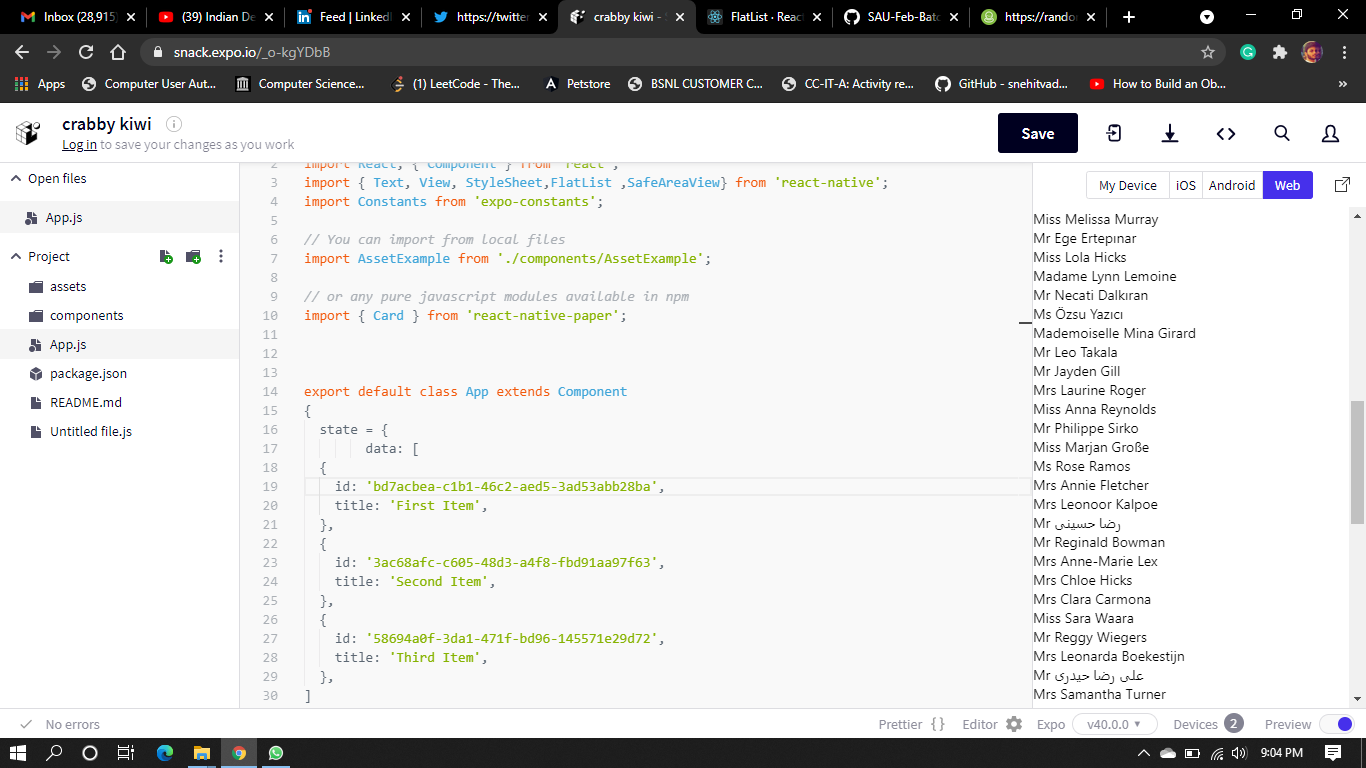 Inbox (28,915)
(39) Indian De
Feed | LinkedI
https://twitter
crabby kiwi - S
FlatList · Reac
SAU-Feb-Batc
https://rando
snack.expo.io/_o-kgYDbB
Apps
Computer User Aut...
Computer Science...
(1) LeetCode - The...
Petstore
BSNL CUSTOMER C...
CC-IT-A: Activity re...
GitHub - snehitvad...
How to Build an Ob...
»
crabby kiwi
Log in to save your changes as you work
Save
Open files
App.js
Project
assets
components
App.js
package.json
README.md
Untitled file.js
2 import React, { Component } from 'react';
3 import { Text, View, StyleSheet,FlatList ,SafeAreaView} from 'react-native';
4 import Constants from 'expo-constants';
5
6 // You can import from local files
7 import AssetExample from './components/AssetExample';
8
9 // or any pure javascript modules available in npm
10 import { Card } from 'react-native-paper';
11
12
13
14 export default class App extends Component
15 {
16 state = {
17 data: [
18 {
19 id: 'bd7acbea-c1b1-46c2-aed5-3ad53abb28ba',
20 title: 'First Item',
21 },
22 {
23 id: '3ac68afc-c605-48d3-a4f8-fbd91aa97f63',
24 title: 'Second Item',
25 },
26 {
27 id: '58694a0f-3da1-471f-bd96-145571e29d72',
28 title: 'Third Item',
29 },
30 ]
My Device
iOS
Android
Web
Miss Melissa Murray
Mr Ege Ertepınar
Miss Lola Hicks
Madame Lynn Lemoine
Mr Necati Dalkıran
Ms Özsu Yazıcı
Mademoiselle Mina Girard
Mr Leo Takala
Mr Jayden Gill
Mrs Laurine Roger
Miss Anna Reynolds
Mr Philippe Sirko
Miss Marjan Große
Ms Rose Ramos
Mrs Annie Fletcher
Mrs Leonoor Kalpoe
Mr رضا حسینی
Mr Reginald Bowman
Mrs Anne-Marie Lex
Mrs Chloe Hicks
Mrs Clara Carmona
Miss Sara Waara
Mr Reggy Wiegers
Mrs Leonarda Boekestijn
Mr علی رضا حیدری
Mrs Samantha Turner
No errors
Prettier { }
Editor
Expo
v40.0.0
Devices 2
Preview
9:04 PM